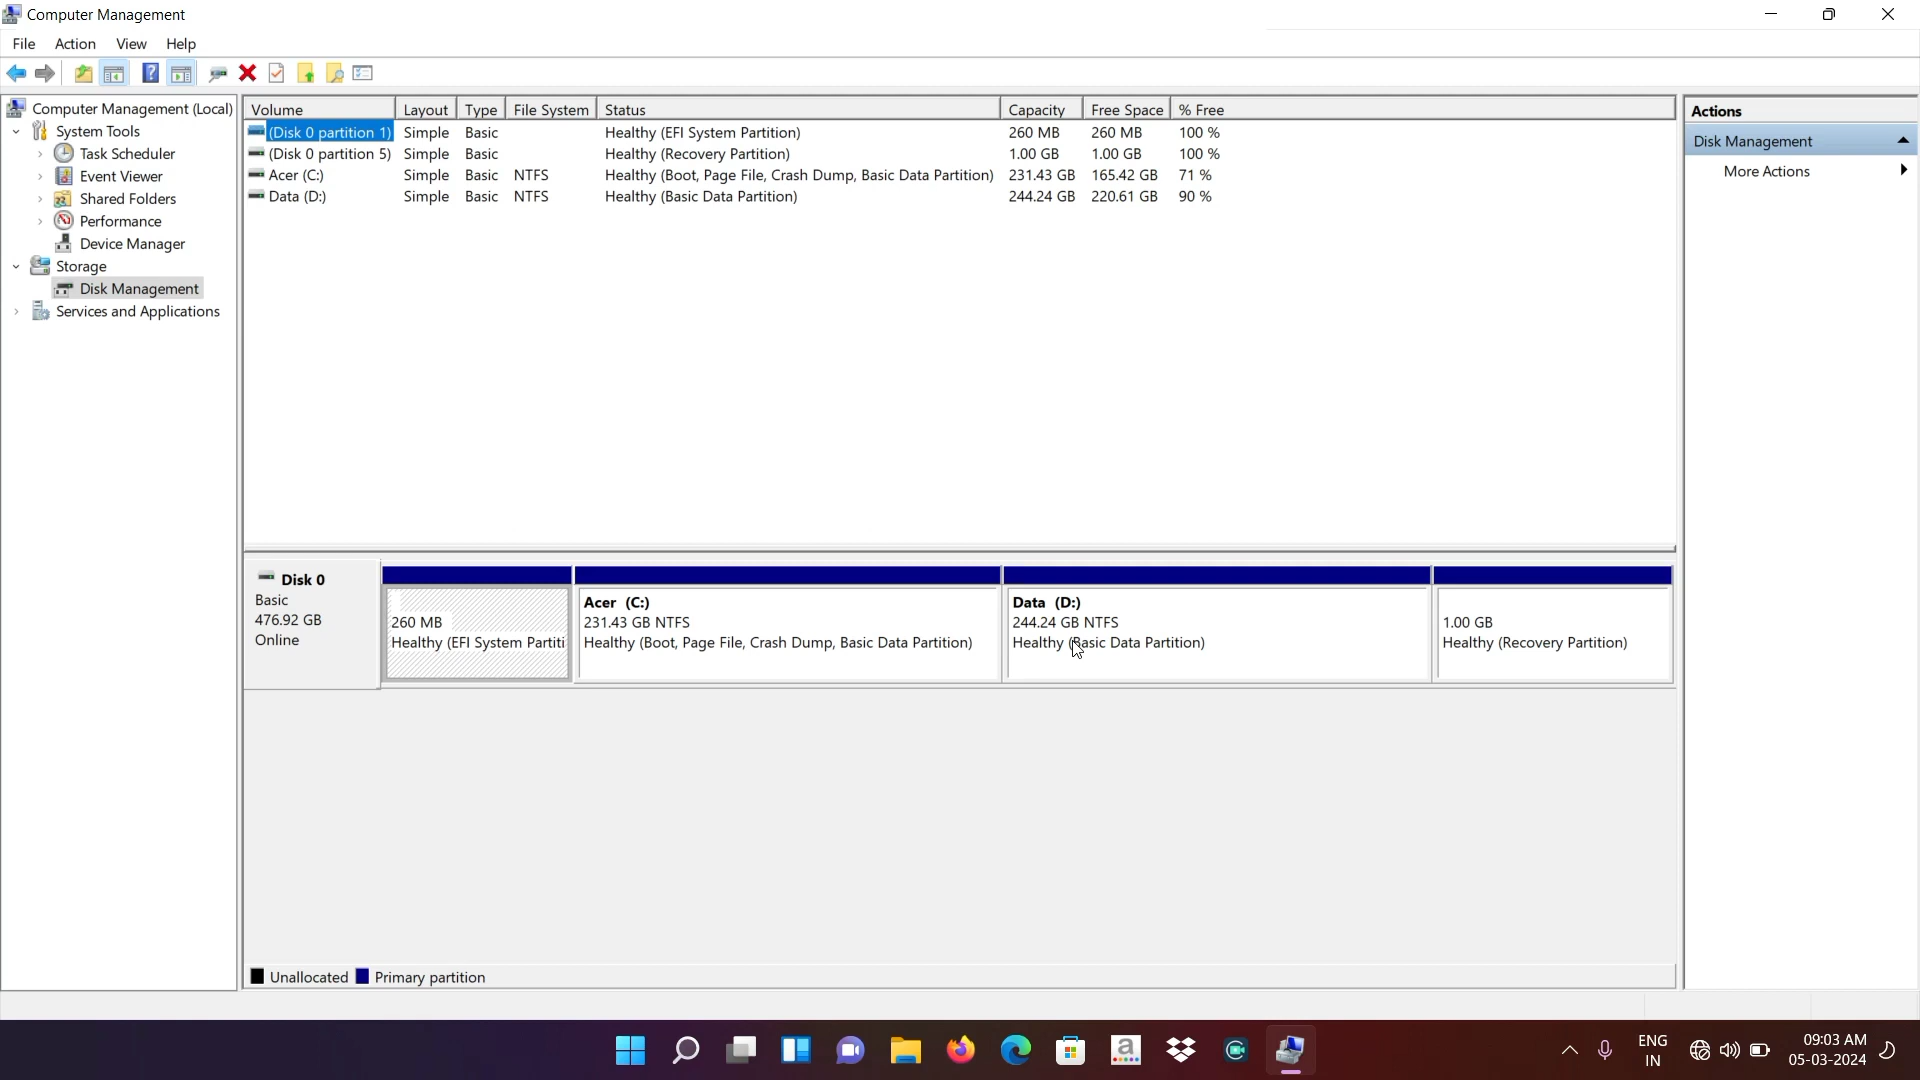 Computer Management
File Action View Help
Computer Management (Local)
System Tools
Task Scheduler
Event Viewer
Shared Folders
Performance
Device Manager
Storage
Disk Management
Services and Applications
Volume Layout Type File System Status Capacity Free Space % Free
(Disk 0 partition 1) Simple Basic Healthy (EFI System Partition) 260 MB 260 MB 100 %
(Disk 0 partition 5) Simple Basic Healthy (Recovery Partition) 1.00 GB 1.00 GB 100 %
Acer (C:) Simple Basic NTFS Healthy (Boot, Page File, Crash Dump, Basic Data Partition) 231.43 GB 165.42 GB 71 %
Data (D:) Simple Basic NTFS Healthy (Basic Data Partition) 244.24 GB 220.61 GB 90 %
Disk 0
Basic
476.92 GB
Online
260 MB
Healthy (EFI System Partiti
Acer (C:)
231.43 GB NTFS
Healthy (Boot, Page File, Crash Dump, Basic Data Partition)
Data (D:)
244.24 GB NTFS
Healthy (Basic Data Partition)
1.00 GB
Healthy (Recovery Partition)
Unallocated Primary partition
Actions
Disk Management
More Actions
a
ENG
IN
09:03 AM
05-03-2024